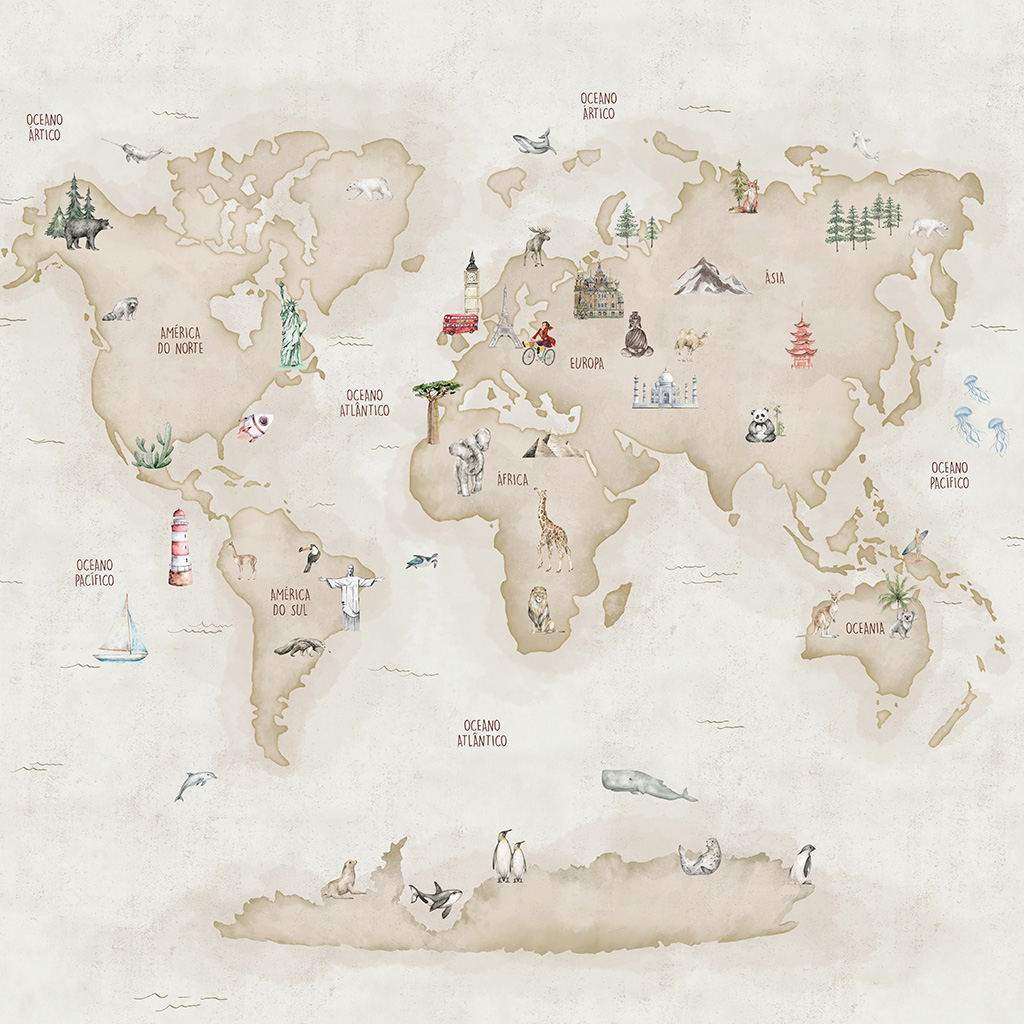 OCEANO
ÁRTICO
OCEANO
ÁRTICO
ÁSIA
AMÉRICA
DO NORTE
EUROPA
OCEANO
ATLÂNTICO
ÁFRICA
OCEANO
PACÍFICO
OCEANO
PACÍFICO
AMÉRICA
DO SUL
OCEANIA
OCEANO
ATLÂNTICO